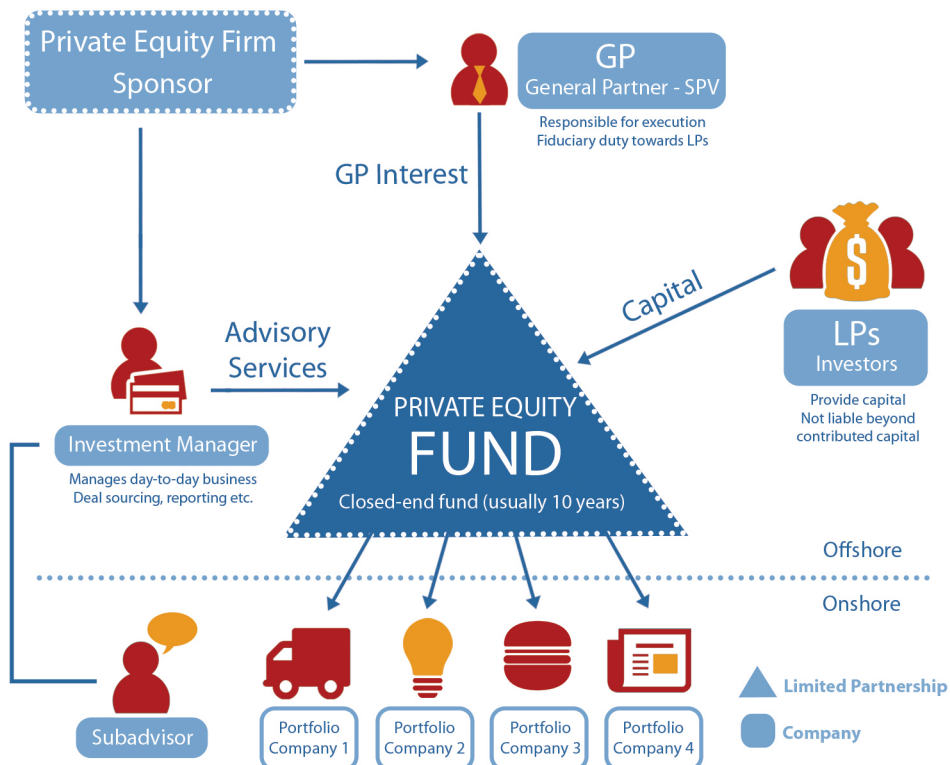 Private Equity Firm
Sponsor
GP
General Partner - SPV
Responsible for execution
Fiduciary duty towards LPs
GP Interest
Capital
$
LPs
Investors
Provide capital
Not liable beyond
contributed capital
Advisory
Services
Investment Manager
Manages day-to-day business
Deal sourcing, reporting etc.
PRIVATE EQUITY
FUND
Closed-end fund (usually 10 years)
Offshore
Onshore
Subadvisor
Portfolio
Company 1
Portfolio
Company 2
Portfolio
Company 3
Portfolio
Company 4
Limited Partnership
Company